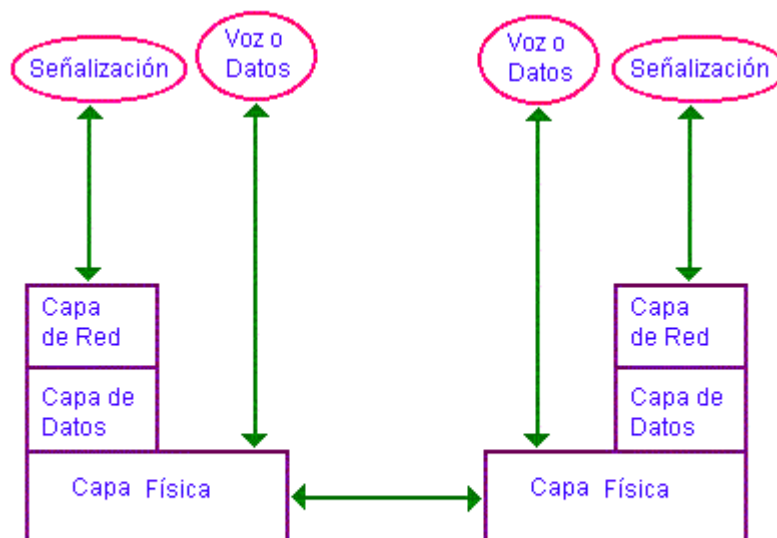 Señalización
Voz o
Datos
Voz o
Datos
Señalización
Capa
de Red
Capa de
Datos
Capa Física
Capa
de Red
Capa de
Datos
Capa Física